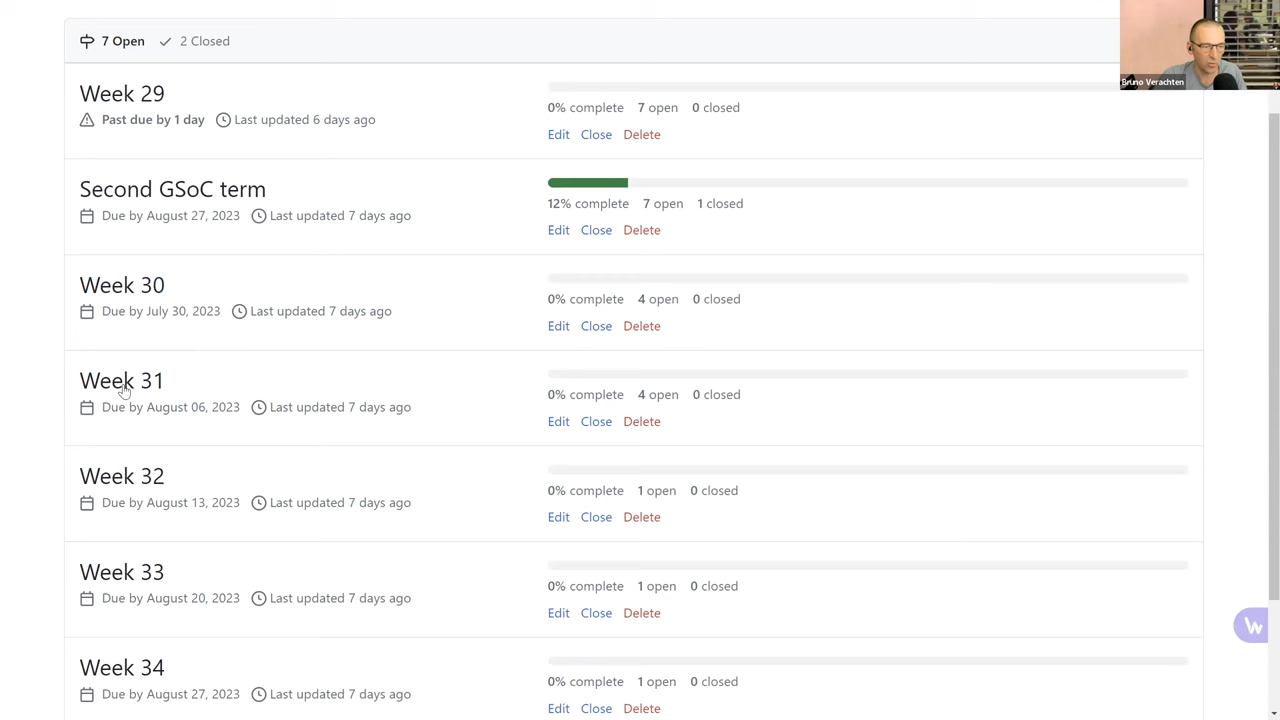 7 Open 2 Closed
Bruno Verachten
Week 29
Past due by 1 day Last updated 6 days ago
0% complete 7 open 0 closed
Edit Close Delete
Second GSoC term
Due by August 27, 2023 Last updated 7 days ago
12% complete 7 open 1 closed
Edit Close Delete
Week 30
Due by July 30, 2023 Last updated 7 days ago
0% complete 4 open 0 closed
Edit Close Delete
Week 31
Due by August 06, 2023 Last updated 7 days ago
0% complete 4 open 0 closed
Edit Close Delete
Week 32
Due by August 13, 2023 Last updated 7 days ago
0% complete 1 open 0 closed
Edit Close Delete
Week 33
Due by August 20, 2023 Last updated 7 days ago
0% complete 1 open 0 closed
Edit Close Delete
Week 34
Due by August 27, 2023 Last updated 7 days ago
0% complete 1 open 0 closed
Edit Close Delete